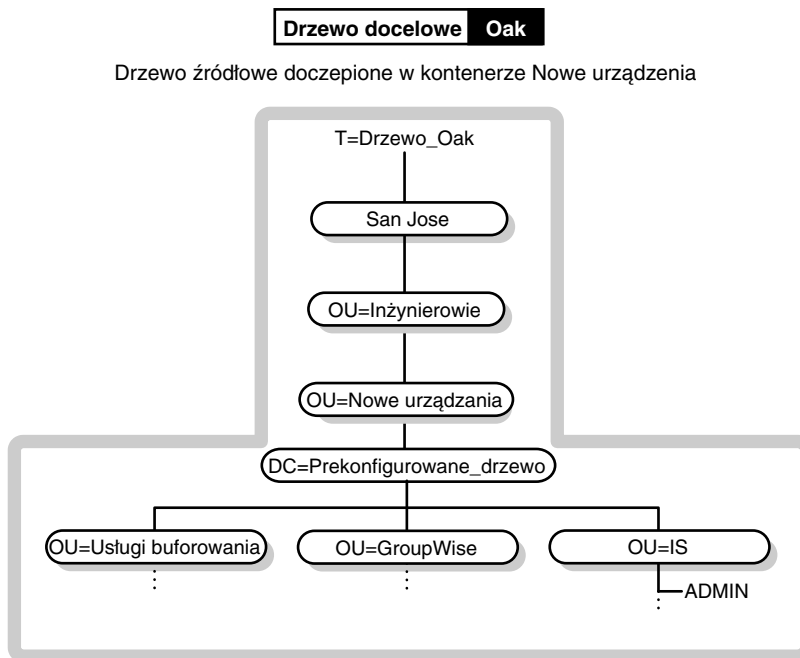 Drzewo docelowe Oak
Drzewo źródłowe doczepione w kontenerze Nowe urządzenia
T=Drzewo_Oak
San Jose
OU=Inżynierowie
OU=Nowe urządzania
DC=Prekonfigurowane_drzewo
OU=Usługi buforowania OU=GroupWise OU=IS
ADMIN